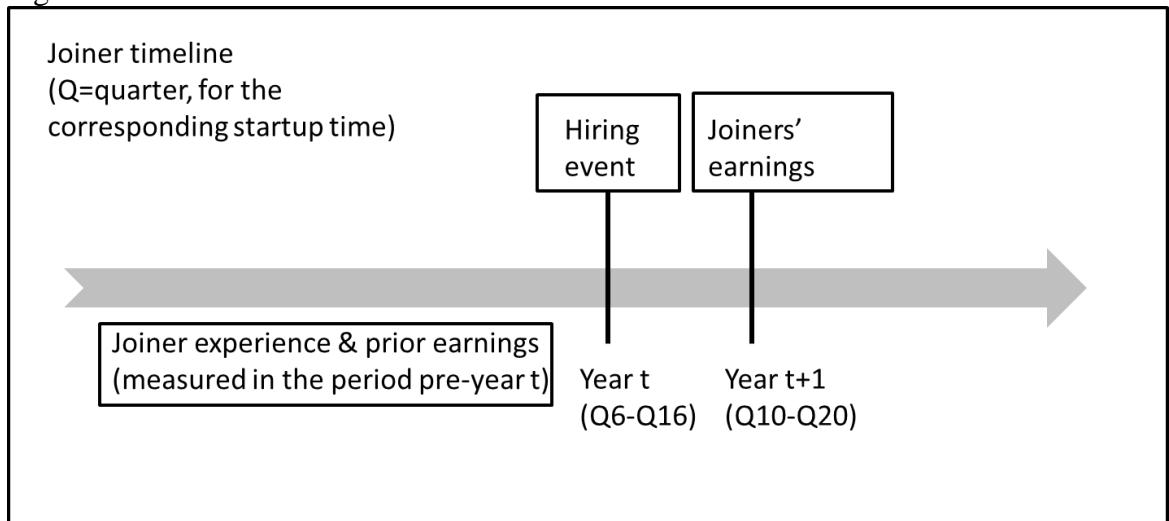 Joiner timeline
(Q=quarter, for the
corresponding startup time)
Hiring
event
Joiners’
earnings
Joiner experience & prior earnings
(measured in the period pre-year t)
Year t
(Q6-Q16)
Year t+1
(Q10-Q20)